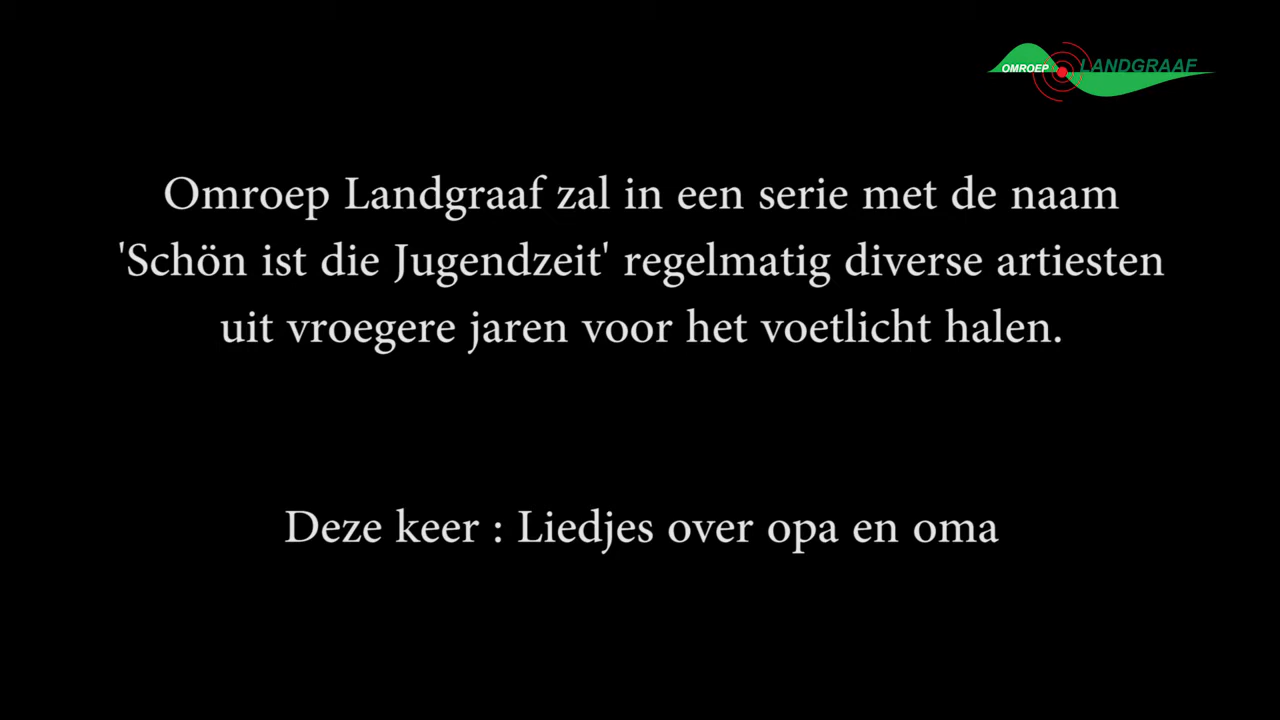 OMROEP LANDGRAAF
Omroep Landgraaf zal in een serie met de naam
'Schön ist die Jugendzeit' regelmatig diverse artiesten
uit vroegere jaren voor het voetlicht halen.
Deze keer : Liedjes over opa en oma